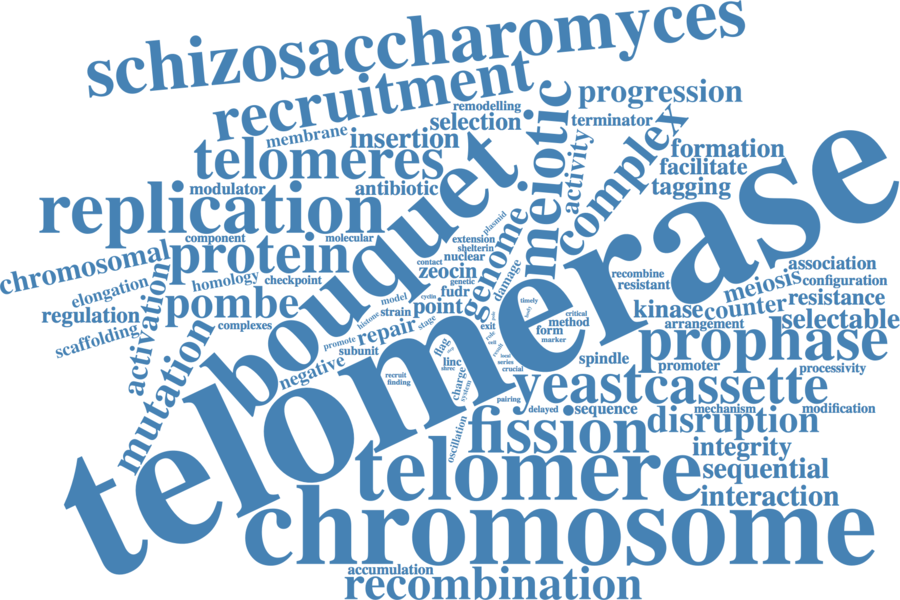 schizosaccharomyces
recruitment
remodelling
progression
selection
terminator
membrane
insertion
meiotic
activity
complex
formation
telomeres
facilitate
tagging
modulator
antibiotic
replication
bouquet
telomerase
plasmid
component
molecular
extension
shelterin
genome
chromosomal
protein
nuclear
contact
zeocin
damage
association
homology
checkpoint
genetic
recombine
resistant
meiosis
configuration
elongation
activation
pombe
model
cyclin
fudr
timely
resistance
regulation
histone
strain
point
kinase
counter
selectable
scaffolding
complexes
repair
stage
exit
critical
method
arrangement
promote
subunit
form
marker
prophase
mutation
negative
flag
line
three
series
crucial
spindle
promoter
processivity
recruit
finding
charge
system
yeast
cassette
pairing
delayed
sequence
mechanism
modification
oscillation
fission
disruption
integrity
telomere
sequential
interaction
chromosome
accumulation
recombination